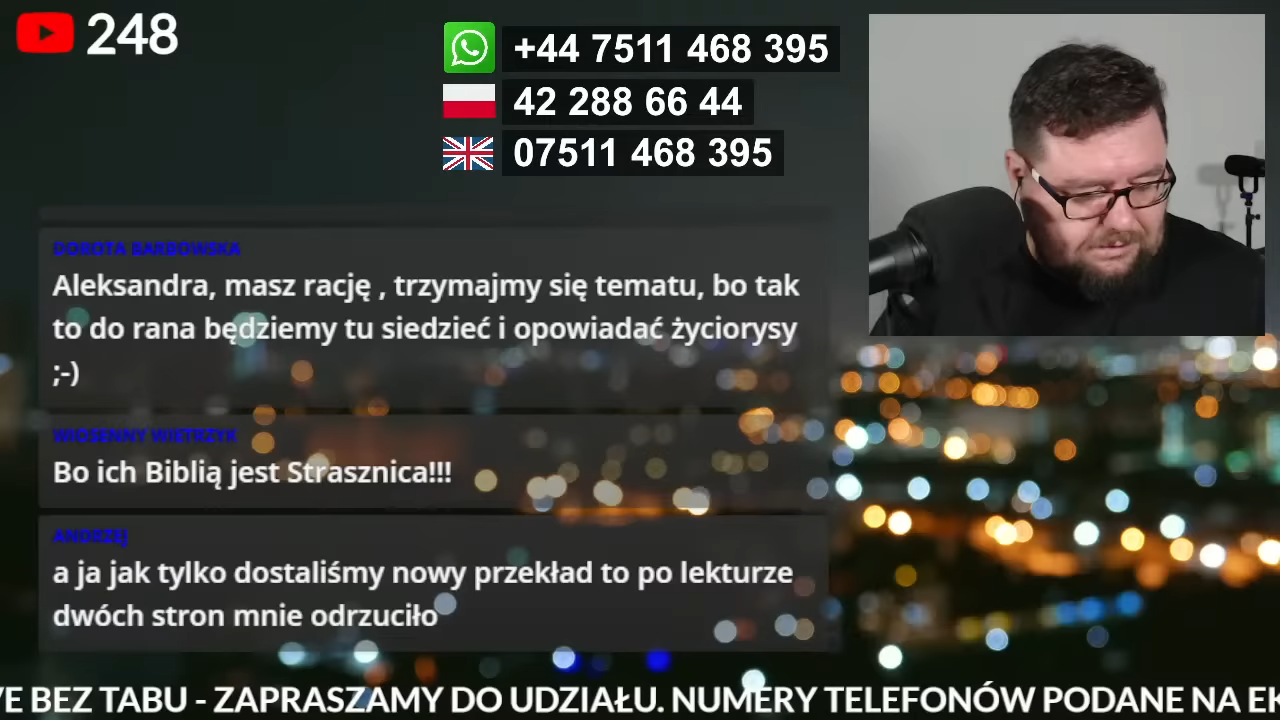 248
+44 7511 468 395
42 288 66 44
07511 468 395
DOROTA BARBOWSKA
Aleksandra, masz rację , trzymajmy się tematu, bo tak
to do rana będziemy tu siedzieć i opowiadać życiorysy
;-)
WIOSENNY WIETRZYK
Bo ich Biblią jest Strasznica!!!
ANDRZEJ
a ja jak tylko dostaliśmy nowy przekład to po lekturze
dwóch stron mnie odrzuciło
VE BEZ TABU - ZAPRASZAMY DO UDZIAŁU. NUMERY TELEFONÓW PODANE NA EK